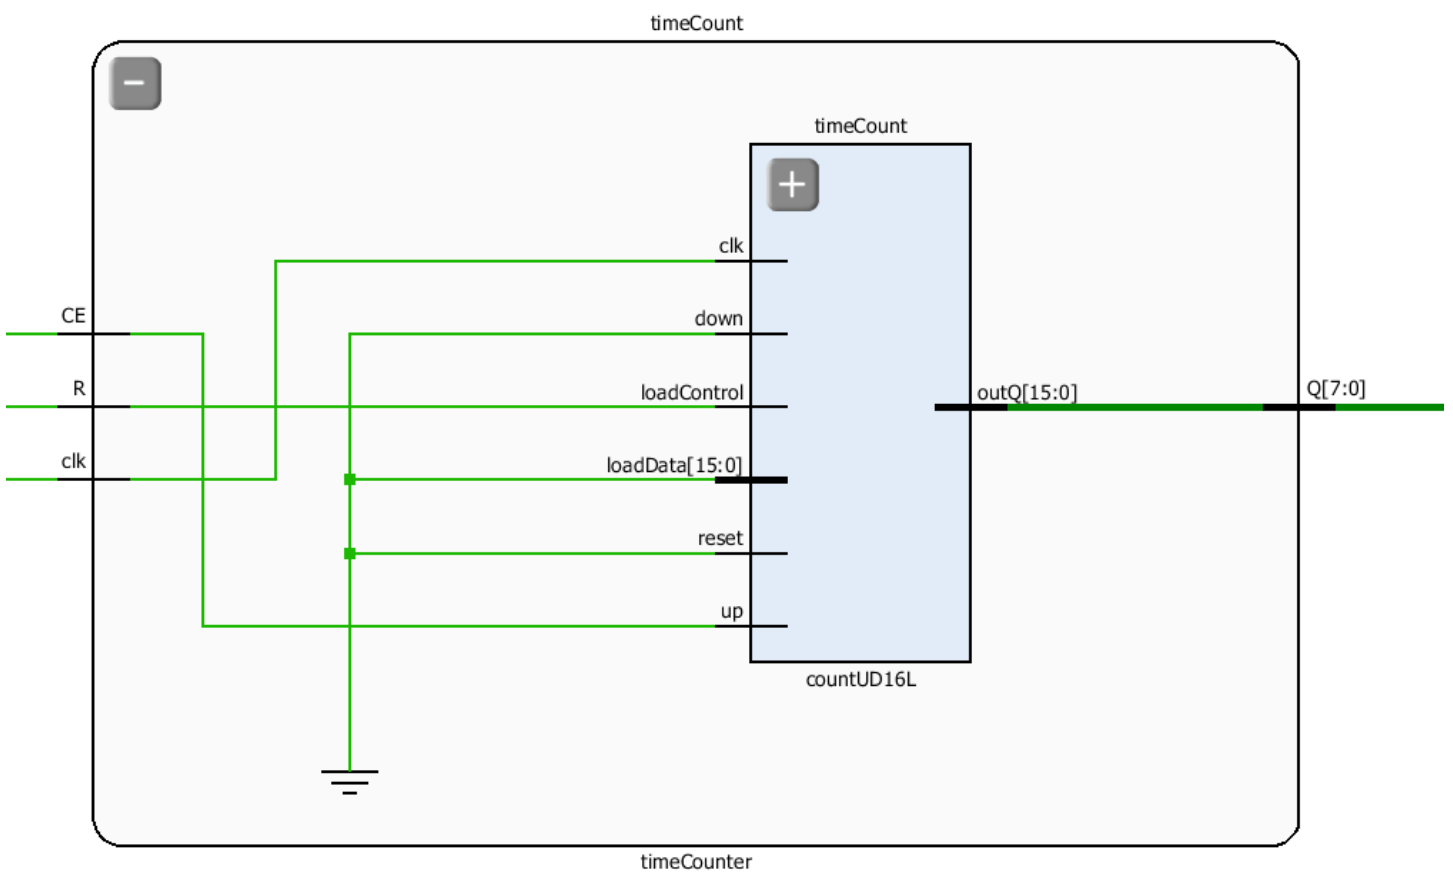 timeCount
timeCount
clk
CE
down
R
loadControl
outQ[15:0]
Q[7:0]
clk
loadData[15:0]
reset
up
countUD16L
timeCounter